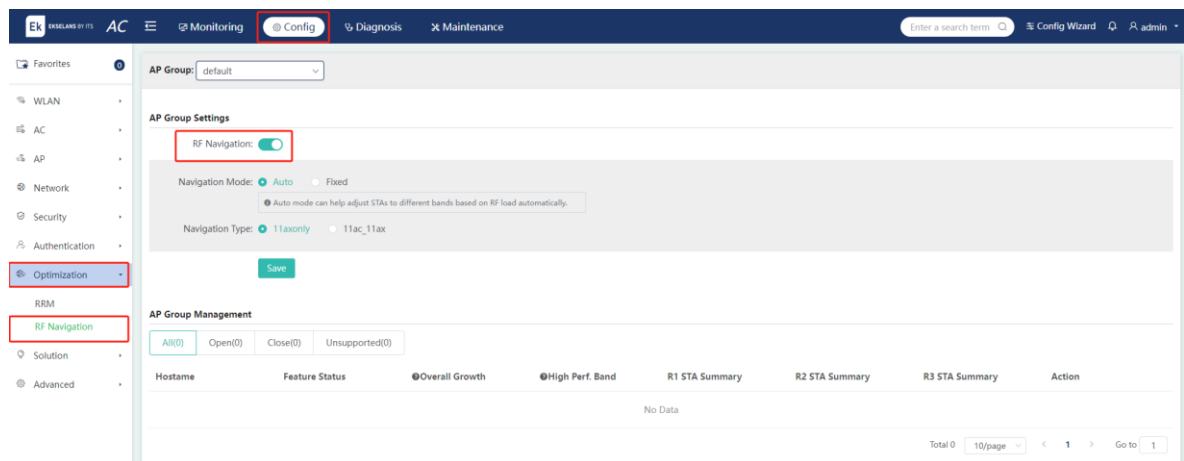 Ek EKSELANS BY ITS AC Monitoring Config Diagnosis Maintenance Enter a search term Config Wizard admin
Favorites 0
WLAN
AC
AP
Network
Security
Authentication
Optimization
RRM
RF Navigation
Solution
Advanced
AP Group: default
AP Group Settings
RF Navigation:
Navigation Mode: Auto Fixed
Auto mode can help adjust STAs to different bands based on RF load automatically.
Navigation Type: 11axonly 11ac_11ax
Save
AP Group Management
All(0) Open(0) Close(0) Unsupported(0)
Hostame Feature Status Overall Growth High Perf. Band R1 STA Summary R2 STA Summary R3 STA Summary Action
No Data
Total 0 10/page < 1 > Go to 1